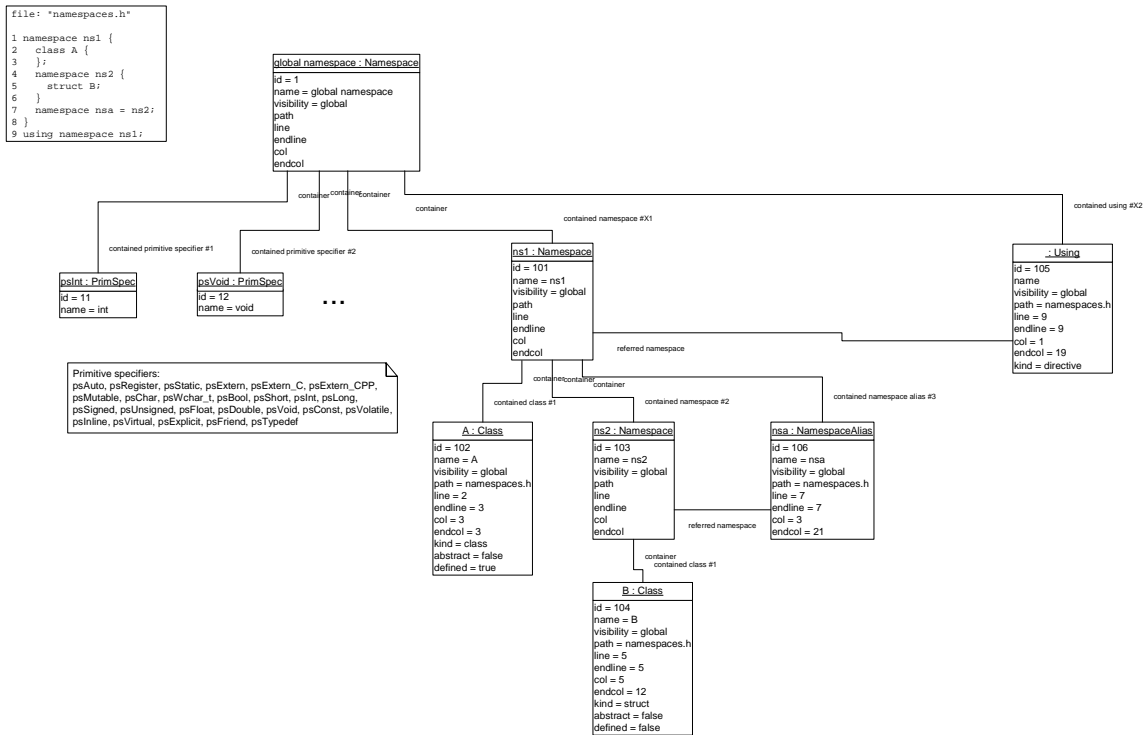 file: "namespaces.h"
1 namespace ns1 {
2   class A {
3   };
4   namespace ns2 {
5     struct B;
6   }
7   namespace nsa = ns2;
8 }
9 using namespace ns1;
global namespace : Namespace
id = 1
name = global namespace
visibility = global
path
line
endline
col
endcol
container
container
container
container
contained primitive specifier #1
contained primitive specifier #2
contained namespace #X1
contained using #X2
psInt : PrimSpec
id = 11
name = int
psVoid : PrimSpec
id = 12
name = void
...
ns1 : Namespace
id = 101
name = ns1
visibility = global
path
line
endline
col
endcol
: Using
id = 105
name
visibility = global
path = namespaces.h
line = 9
endline = 9
col = 1
endcol = 19
kind = directive
referred namespace
Primitive specifiers:
psAuto, psRegister, psStatic, psExtern, psExtern_C, psExtern_CPP,
psMutable, psChar, psWchar_t, psBool, psShort, psInt, psLong,
psSigned, psUnsigned, psFloat, psDouble, psVoid, psConst, psVolatile,
psInline, psVirtual, psExplicit, psFriend, psTypedef
container
container
container
contained class #1
contained namespace #2
contained namespace alias #3
A : Class
id = 102
name = A
visibility = global
path = namespaces.h
line = 2
endline = 3
col = 3
endcol = 3
kind = class
abstract = false
defined = true
ns2 : Namespace
id = 103
name = ns2
visibility = global
path
line
endline
col
endcol
nsa : NamespaceAlias
id = 106
name = nsa
visibility = global
path = namespaces.h
line = 7
endline = 7
col = 3
endcol = 21
referred namespace
container
contained class #1
B : Class
id = 104
name = B
visibility = global
path = namespaces.h
line = 5
endline = 5
col = 5
endcol = 12
kind = struct
abstract = false
defined = false